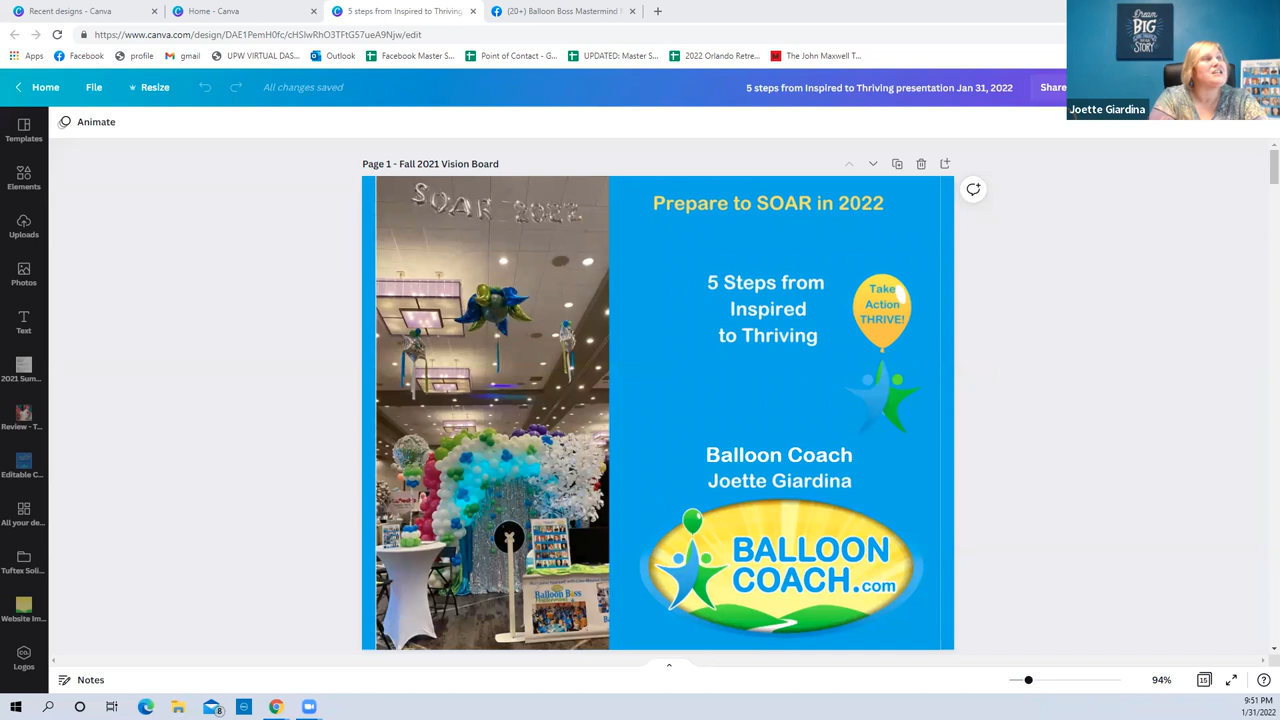 Recent designs - Canva
Home - Canva
5 steps from Inspired to Thriving
(20+) Balloon Boss Mastermind
https://www.canva.com/design/DAE1PemH0fc/cHSlwRhO3TFtG57ueA9Njw/edit
Apps
Facebook
profile
gmail
UPW VIRTUAL DAS...
Outlook
Facebook Master S...
Point of Contact - G...
UPDATED: Master S...
2022 Orlando Retre...
The John Maxwell T...
Dream
BIG
STORY
Joette Giardina
Home
File
Resize
All changes saved
5 steps from Inspired to Thriving presentation Jan 31, 2022
Share
Animate
Templates
Elements
Uploads
Photos
Text
2021 Sum...
Review - T...
Editable C...
All your de...
Tuftex Soli...
Website Im...
Logos
Page 1 - Fall 2021 Vision Board
SOAR 2022
Prepare to SOAR in 2022
5 Steps from
Inspired
to Thriving
Take
Action
THRIVE!
Balloon Coach
Joette Giardina
BALLOON
COACH.com
Balloon Boss
Notes
94%
15
8
9:51 PM
1/31/2022